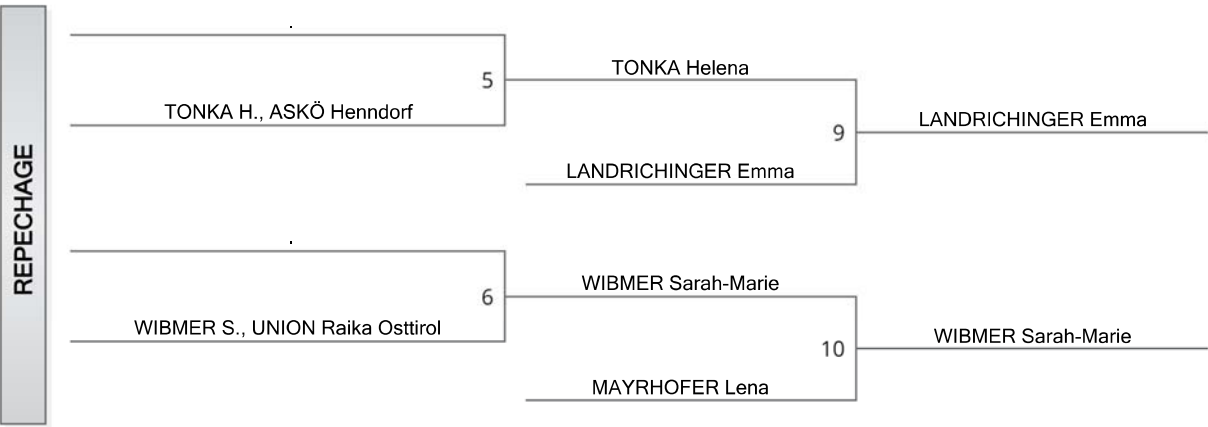 REPECHAGE
.
5
TONKA H., ASKÖ Henndorf
TONKA Helena
9
LANDRICHINGER Emma
LANDRICHINGER Emma
.
6
WIBMER S., UNION Raika Osttirol
WIBMER Sarah-Marie
10
MAYRHOFER Lena
WIBMER Sarah-Marie